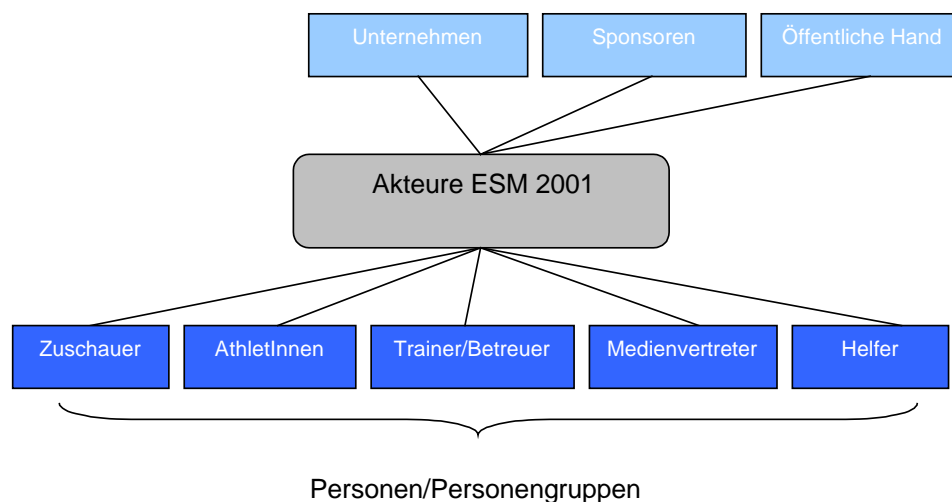 Unternehmen
Sponsoren
Öffentliche Hand
Akteure ESM 2001
Zuschauer
AthletInnen
Trainer/Betreuer
Medienvertreter
Helfer
Personen/Personengruppen